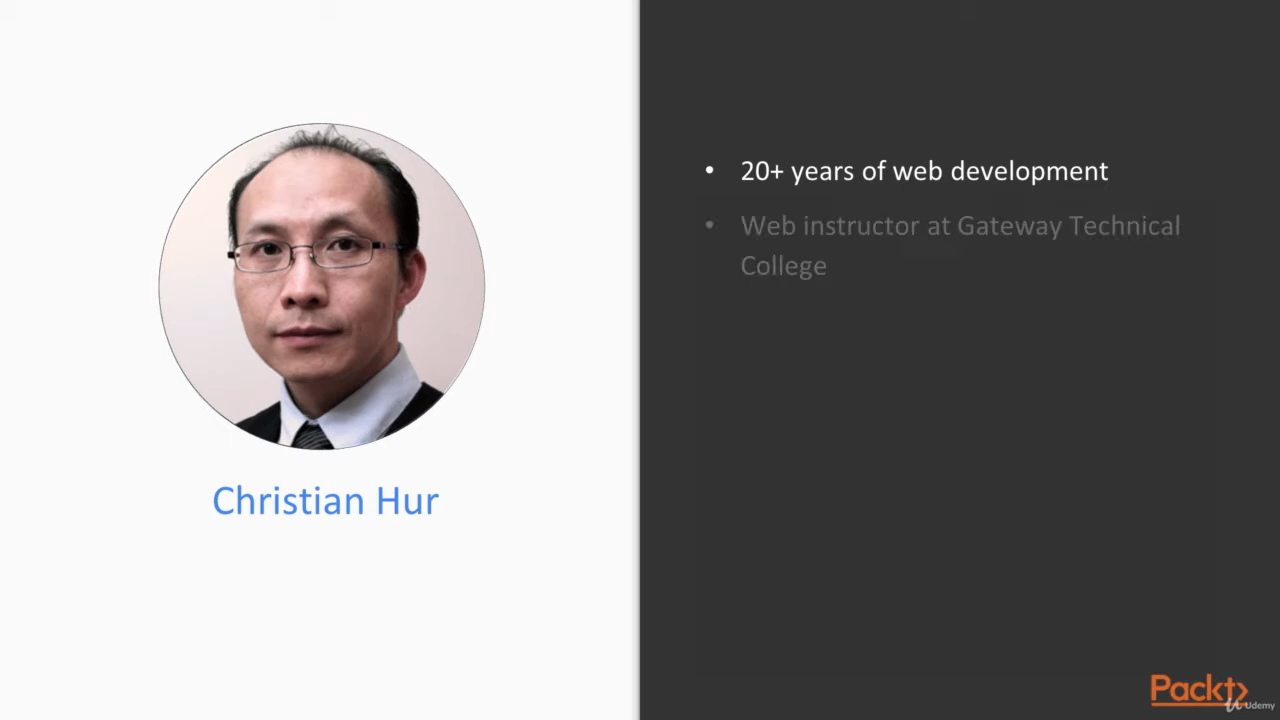 Christian Hur
• 20+ years of web development
• Web instructor at Gateway Technical
College
Packt
Udemy